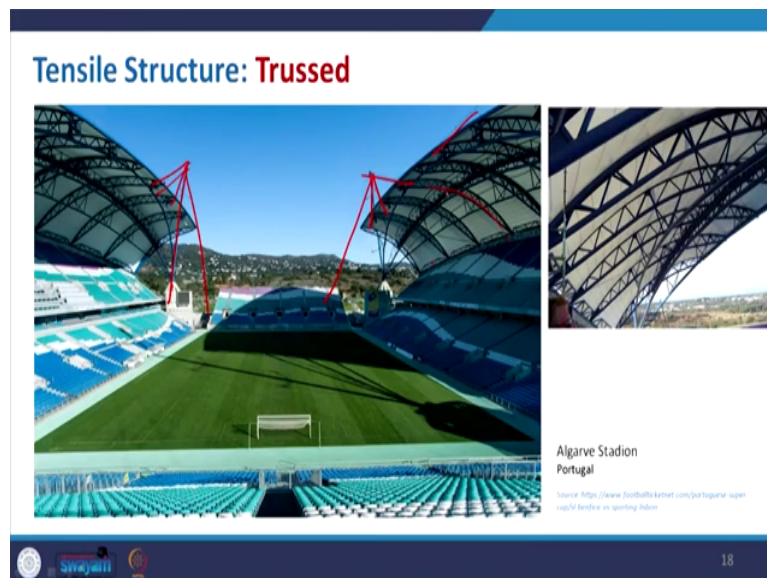 Tensile Structure: Trussed
Algarve Stadion
Portugal
Source: https://www.footballticketnet.com/portuguese-super
cup/sl-benfica-vs-sporting-lisbon
swayam
18